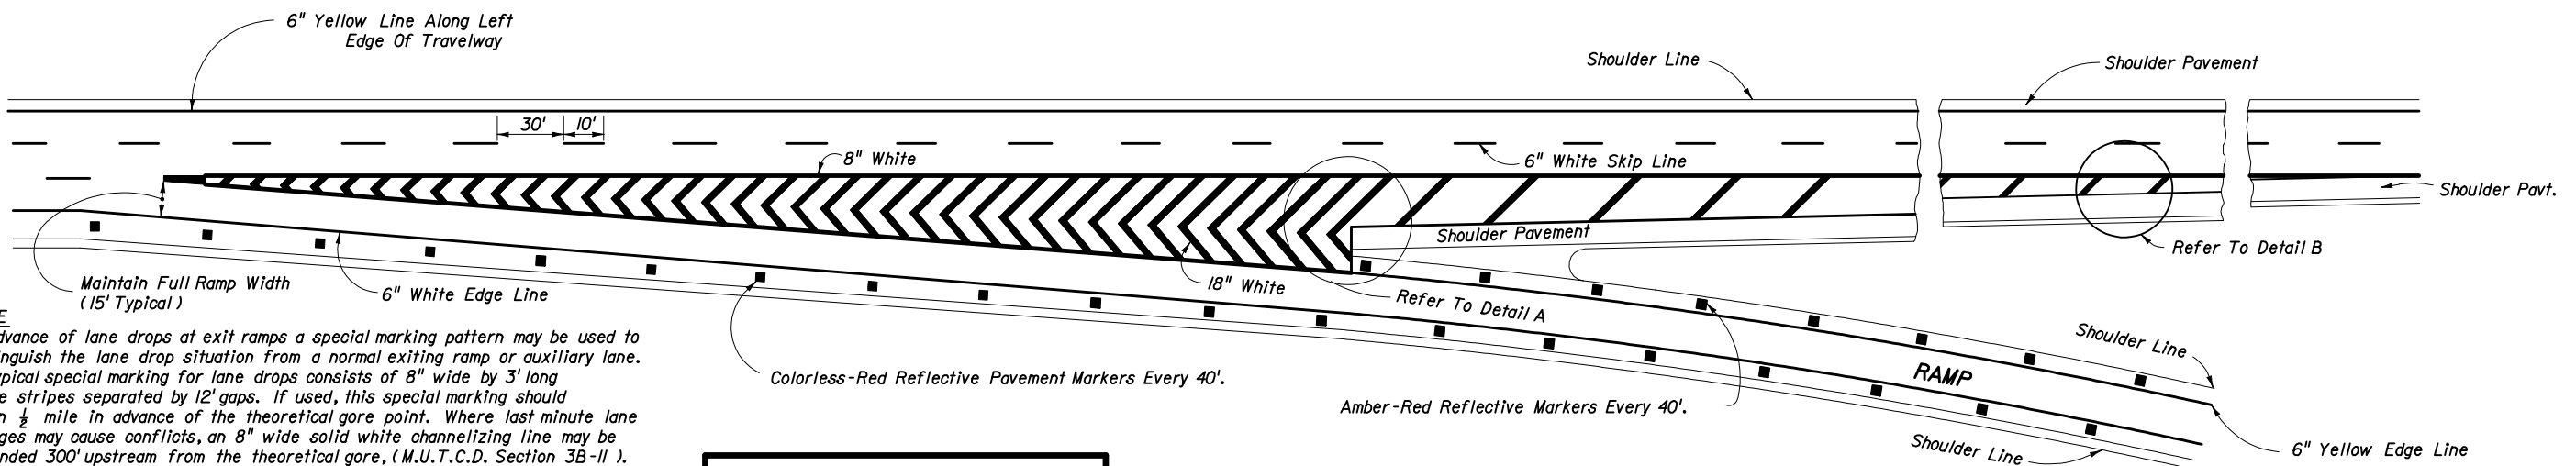 6" Yellow Line Along Left
Edge Of Travelway
Shoulder Line
Shoulder Pavement
30'
10'
8" White
6" White Skip Line
Shoulder Pavt.
Shoulder Pavement
Refer To Detail B
Maintain Full Ramp Width
(15' Typical)
6" White Edge Line
18" White
Refer To Detail A
Shoulder Line
RAMP
Colorless-Red Reflective Pavement Markers Every 40'.
Amber-Red Reflective Markers Every 40'.
Shoulder Line
6" Yellow Edge Line
of lane drops at exit ramps a special marking pattern may be used to
the lane drop situation from a normal exiting ramp or auxiliary lane.
special marking for lane drops consists of 8" wide by 3' long
stripes separated by 12' gaps. If used, this special marking should
½ mile in advance of the theoretical gore point. Where last minute lane
may cause conflicts, an 8" wide solid white channelizing line may be
300' upstream from the theoretical gore, (M.U.T.C.D. Section 3B-11).